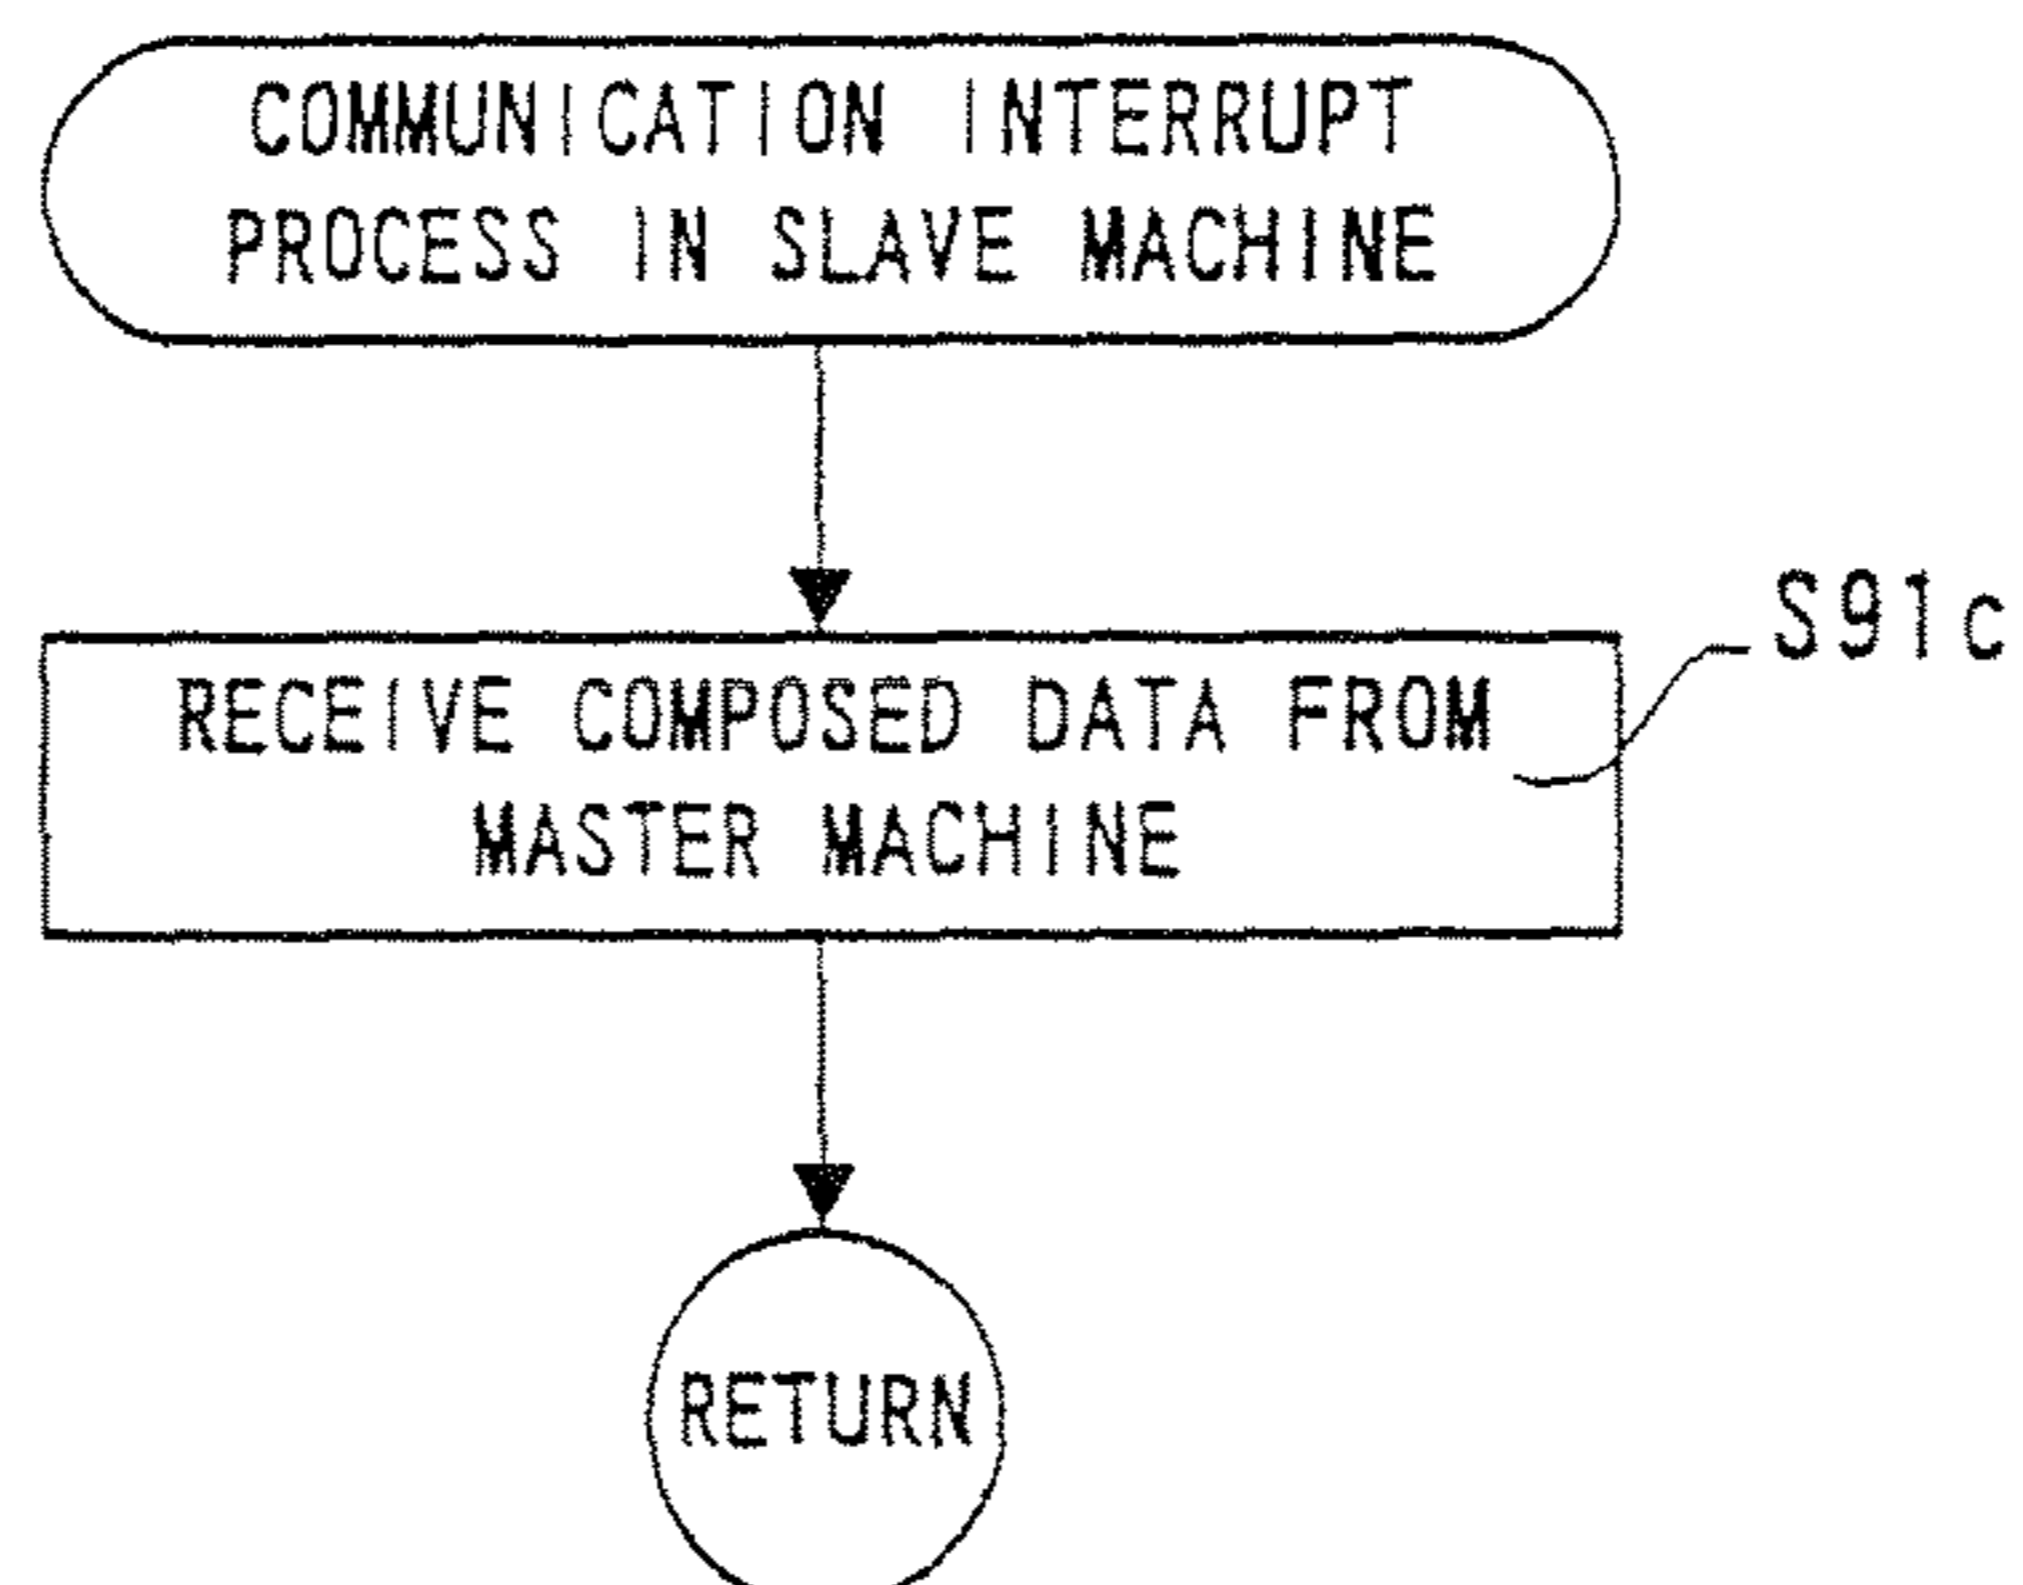 COMMUNICATION INTERRUPT
PROCESS IN SLAVE MACHINE
S91c
RECEIVE COMPOSED DATA FROM
MASTER MACHINE
RETURN